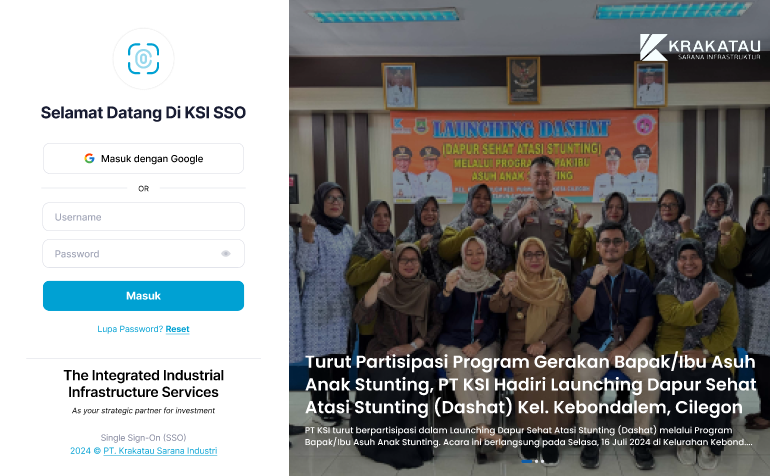 Selamat Datang Di KSI SSO
Masuk dengan Google
OR
Username
Password
Masuk
Lupa Password? Reset
The Integrated Industrial
Infrastructure Services
As your strategic partner for investment
Single Sign-On (SSO)
2024 © PT. Krakatau Sarana Industri
KRAKATAU
SARANA INFRASTRUKTUR
LAUNCHING DASHAT
(DAPUR SEHAT ATASI STUNTING)
MELALUI PROGRAM BAPAK/IBU
ASUH ANAK STUNTING
Turut Partisipasi Program Gerakan Bapak/Ibu Asuh
Anak Stunting, PT KSI Hadiri Launching Dapur Sehat
Atasi Stunting (Dashat) Kel. Kebondalem, Cilegon
PT KSI turut berpartisipasi dalam Launching Dapur Sehat Atasi Stunting (Dashat) melalui Program
Bapak/Ibu Asuh Anak Stunting. Acara ini berlangsung pada Selasa, 16 Juli 2024 di Kelurahan Kebond....